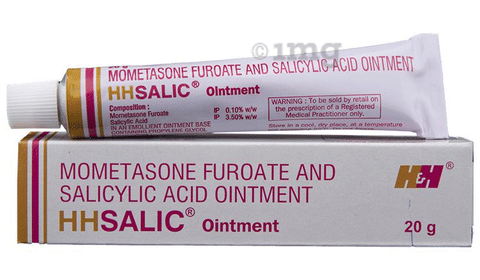 20 g
© 1mg
MOMETASONE FUROATE AND SALICYLIC ACID OINTMENT
HHSALIC® Ointment
Composition :
Mometasone Furoate IP 0.10% w/w
Salicylic Acid IP 3.50% w/w
IN AN EMOLLIENT OINTMENT BASE
CONTAINING PROPYLENE GLYCOL
WARNING : To be sold by retail on
the prescription of a Registered
Medical Practitioner only.
Store in a cool, dry place, at a temperature
MOMETASONE FUROATE AND
SALICYLIC ACID OINTMENT
HHSALIC® Ointment
H&H®
20 g